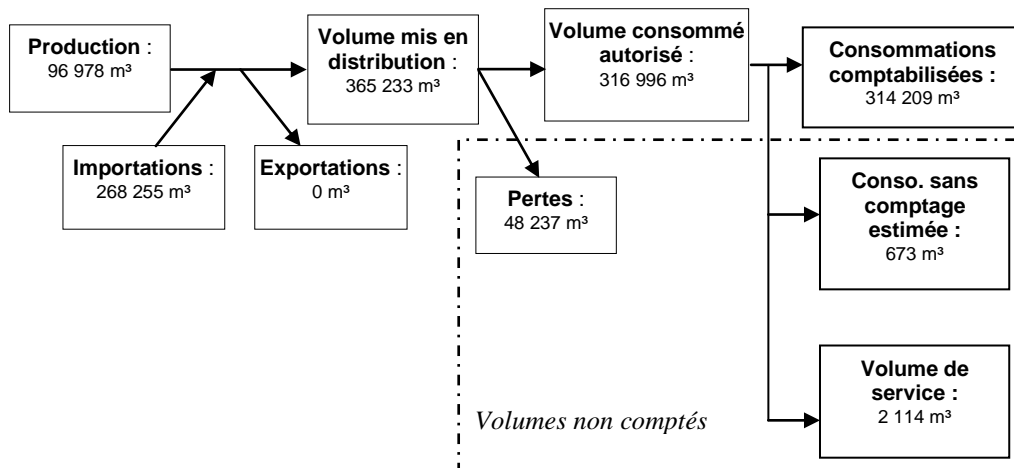 Production :
96 978 m³
Volume mis en
distribution :
365 233 m³
Volume consommé
autorisé :
316 996 m³
Consommations
comptabilisées :
314 209 m³
Importations :
268 255 m³
Exportations :
0 m³
Pertes :
48 237 m³
Conso. sans
comptage
estimée :
673 m³
Volume de
service :
2 114 m³
Volumes non comptés